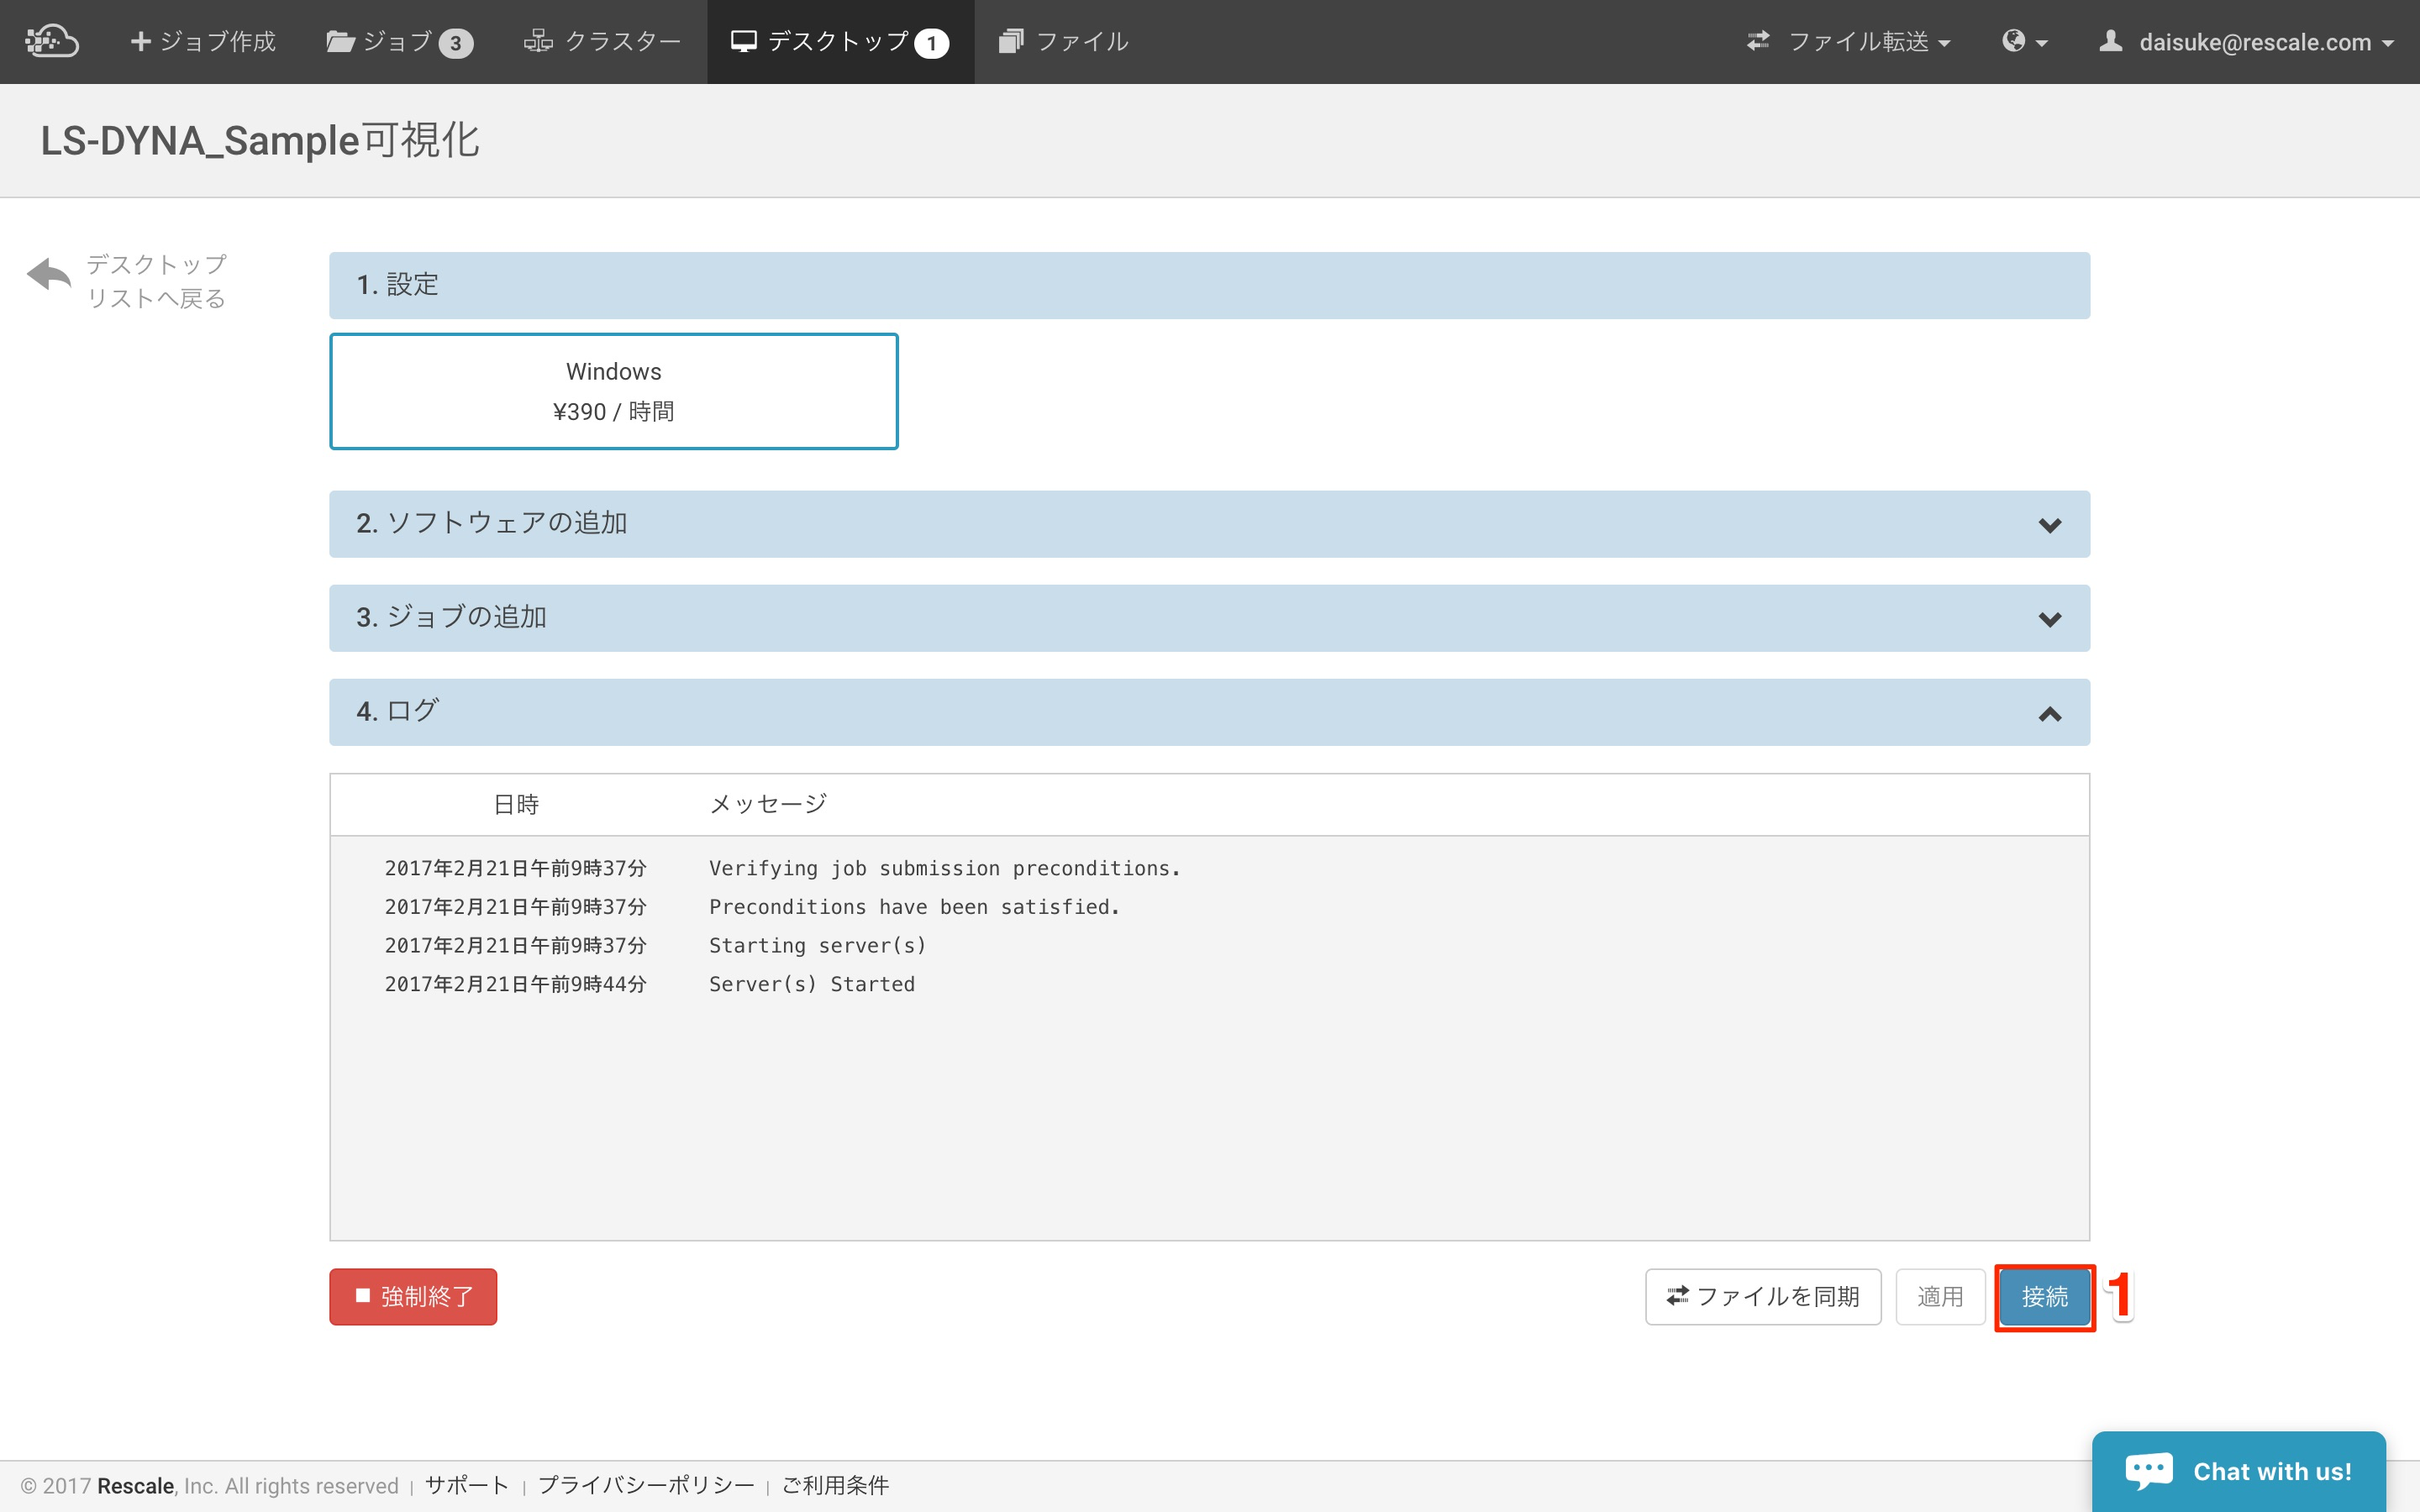 ジョブ作成 ジョブ 3 クラスター デスクトップ 1 ファイル ファイル転送 daisuke@rescale.com
LS-DYNA_Sample可視化
デスクトップ
リストへ戻る
1. 設定
Windows
¥390 / 時間
2. ソフトウェアの追加
3. ジョブの追加
4. ログ
日時 メッセージ
2017年2月21日午前9時37分 Verifying job submission preconditions.
2017年2月21日午前9時37分 Preconditions have been satisfied.
2017年2月21日午前9時37分 Starting server(s)
2017年2月21日午前9時44分 Server(s) Started
強制終了 ファイルを同期 適用 接続 1
Chat with us!
© 2017 Rescale, Inc. All rights reserved | サポート | プライバシーポリシー | ご利用条件